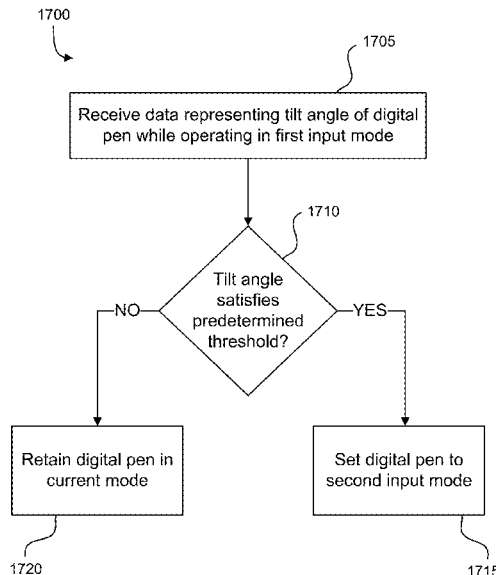 1700
1705
Receive data representing tilt angle of digital
pen while operating in first input mode
1710
Tilt angle
satisfies
predetermined
threshold?
NO
YES
Retain digital pen in
current mode
Set digital pen to
second input mode
1720
1715